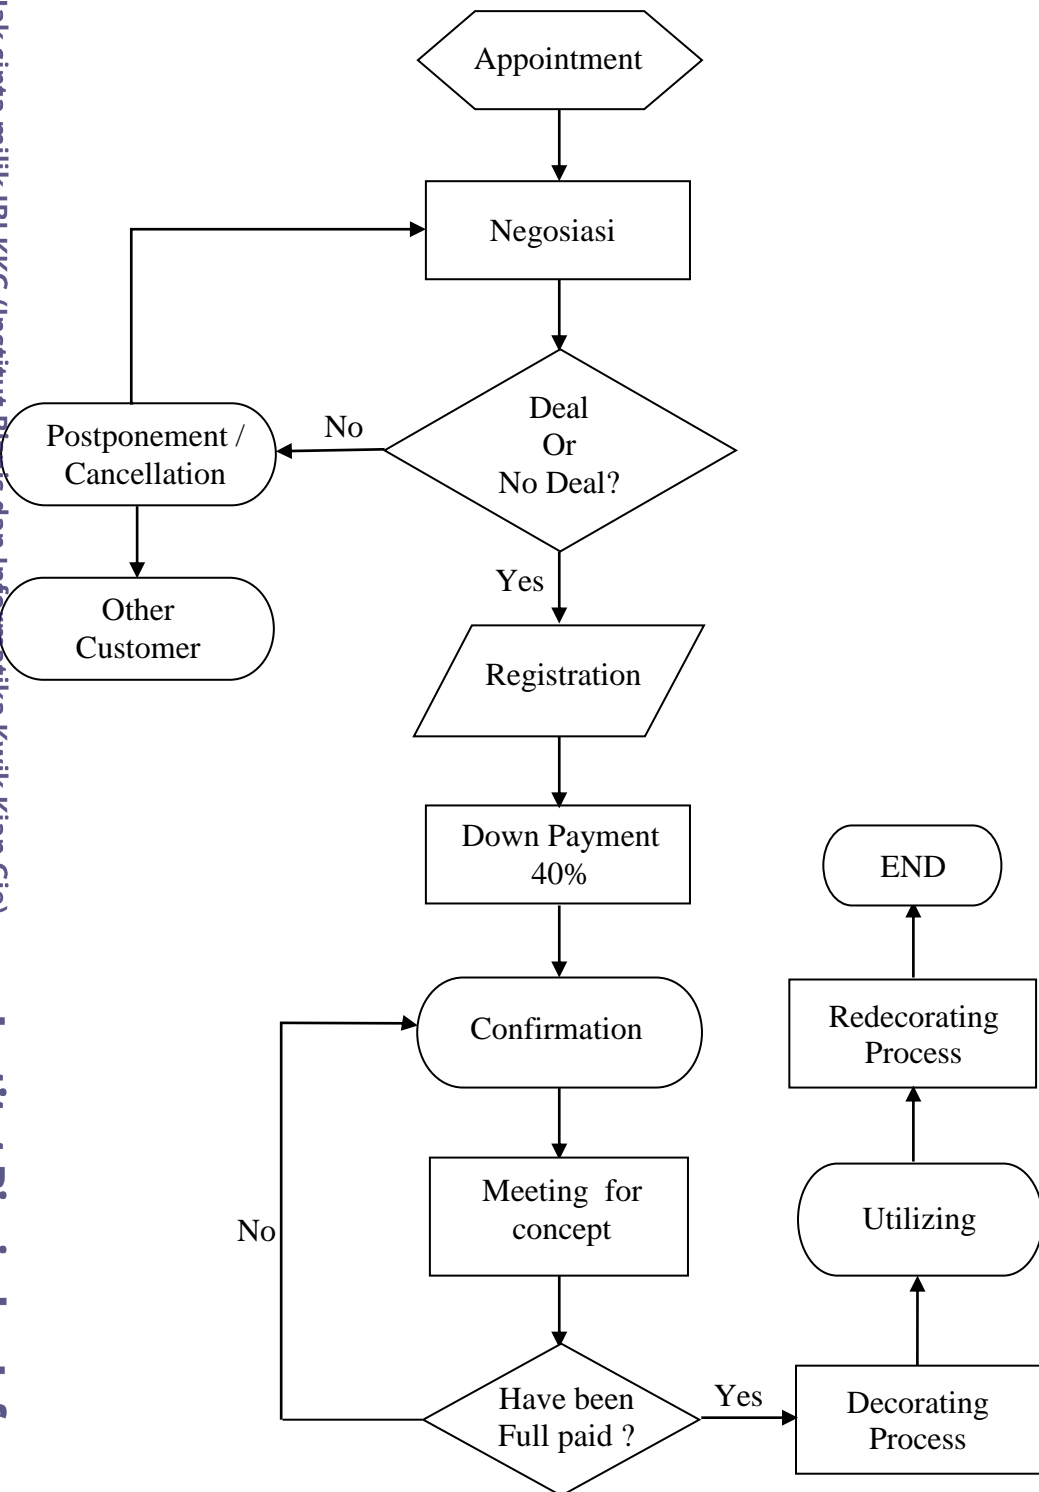 Appointment
Negosiasi
Deal
Or
No Deal?
No
Postponement /
Cancellation
Other
Customer
Yes
Registration
Down Payment
40%
Confirmation
Meeting for
concept
No
Have been
Full paid ?
Yes
Decorating
Process
Utilizing
Redecorating
Process
END